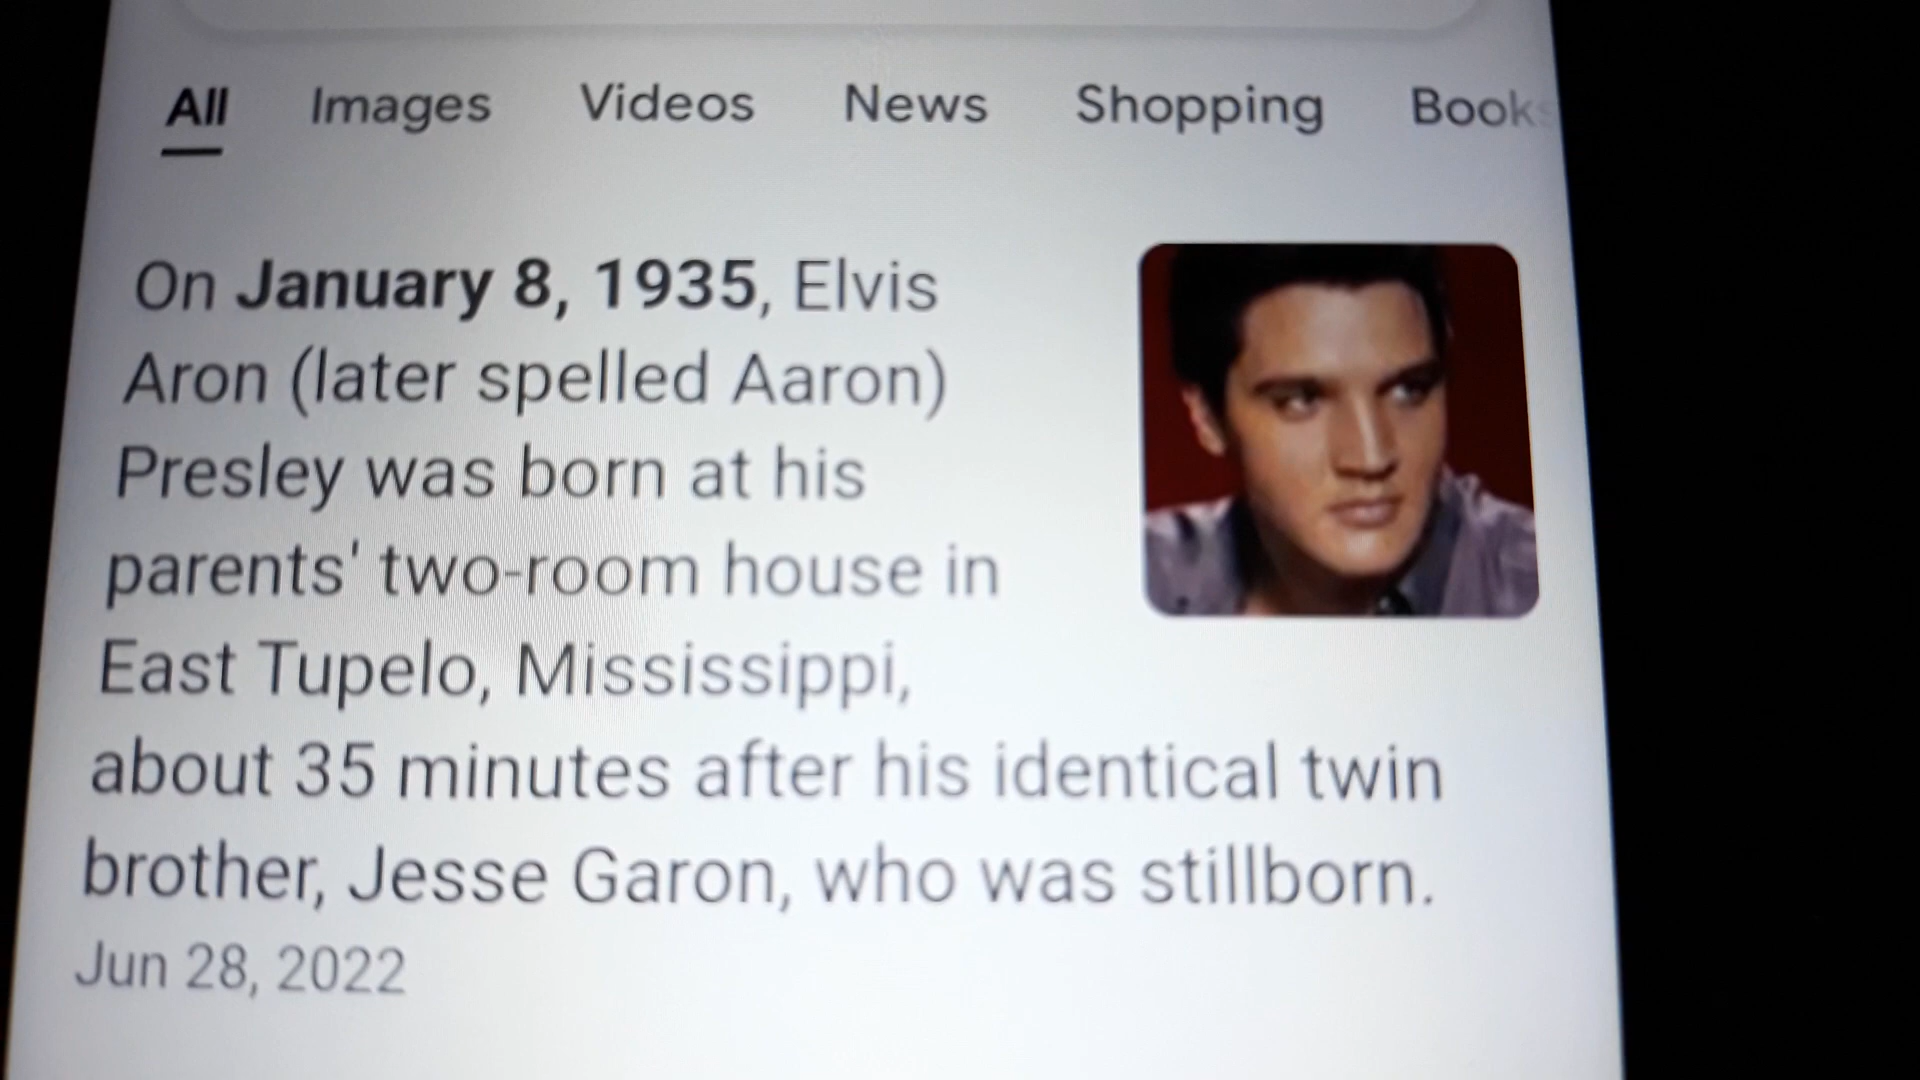 All Images Videos News Shopping Books
On January 8, 1935, Elvis
Aron (later spelled Aaron)
Presley was born at his
parents' two-room house in
East Tupelo, Mississippi,
about 35 minutes after his identical twin
brother, Jesse Garon, who was stillborn.
Jun 28, 2022